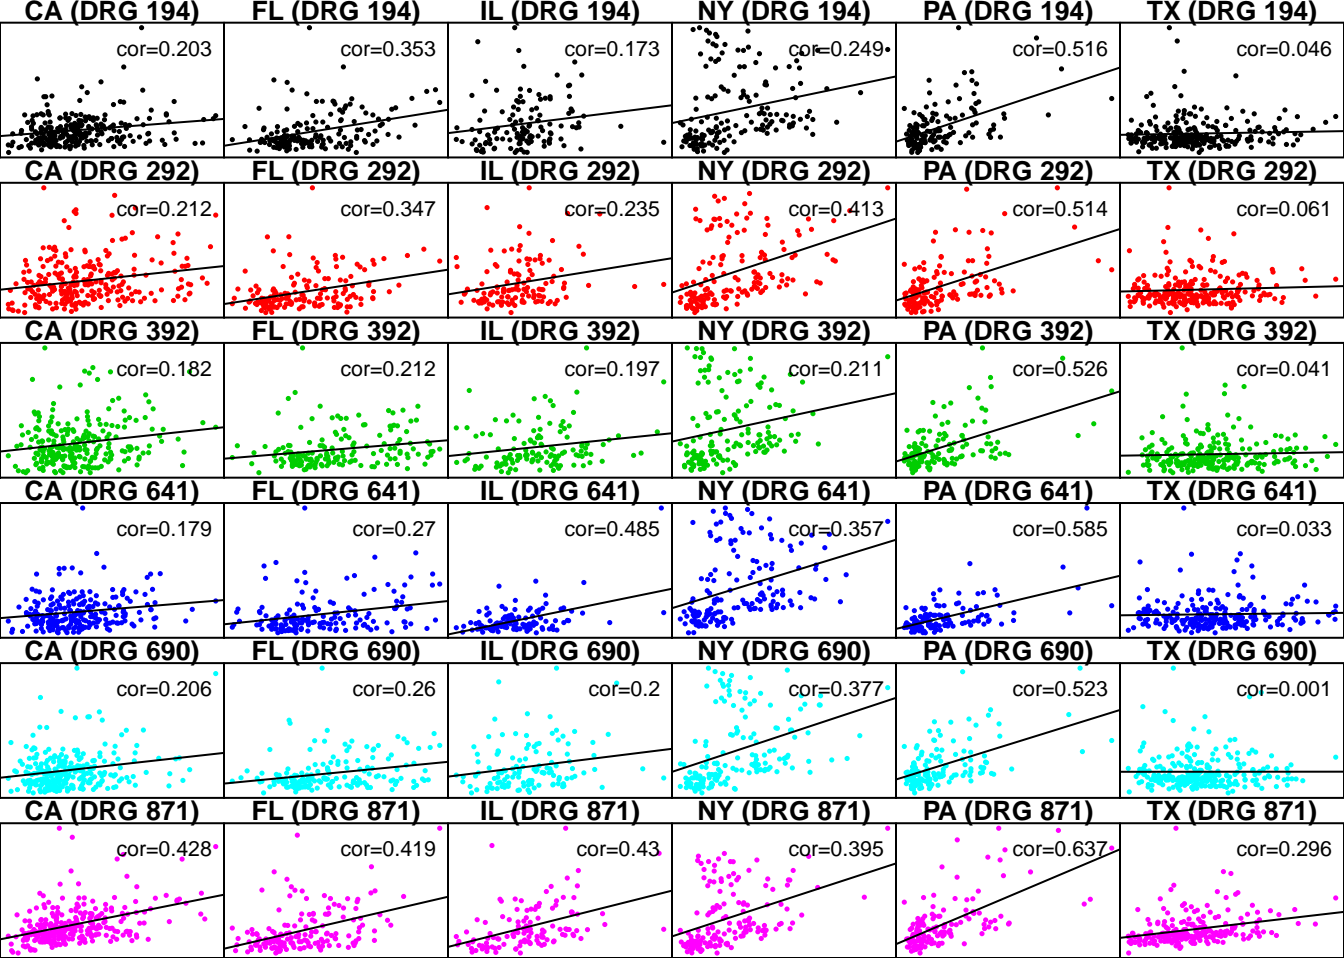 CA (DRG 194) FL (DRG 194) IL (DRG 194) NY (DRG 194) PA (DRG 194) TX (DRG 194)
cor=0.203 cor=0.353 cor=0.173 cor=0.249 cor=0.516 cor=0.046
CA (DRG 292) FL (DRG 292) IL (DRG 292) NY (DRG 292) PA (DRG 292) TX (DRG 292)
cor=0.212 cor=0.347 cor=0.235 cor=0.413 cor=0.514 cor=0.061
CA (DRG 392) FL (DRG 392) IL (DRG 392) NY (DRG 392) PA (DRG 392) TX (DRG 392)
cor=0.182 cor=0.212 cor=0.197 cor=0.211 cor=0.526 cor=0.041
CA (DRG 641) FL (DRG 641) IL (DRG 641) NY (DRG 641) PA (DRG 641) TX (DRG 641)
cor=0.179 cor=0.27 cor=0.485 cor=0.357 cor=0.585 cor=0.033
CA (DRG 690) FL (DRG 690) IL (DRG 690) NY (DRG 690) PA (DRG 690) TX (DRG 690)
cor=0.206 cor=0.26 cor=0.2 cor=0.377 cor=0.523 cor=0.001
CA (DRG 871) FL (DRG 871) IL (DRG 871) NY (DRG 871) PA (DRG 871) TX (DRG 871)
cor=0.428 cor=0.419 cor=0.43 cor=0.395 cor=0.637 cor=0.296